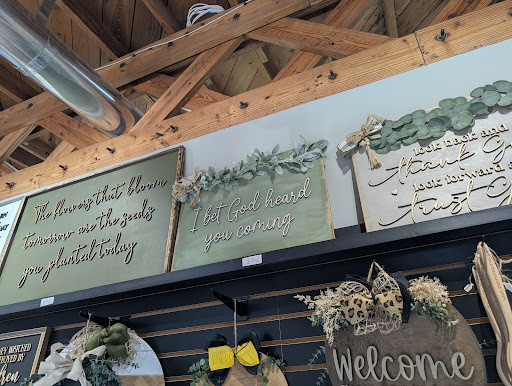 The flowers that bloom
tomorrow are the seeds
you planted today
I bet God heard
you coming
look back and
thank God
look forward
trust
Welcome